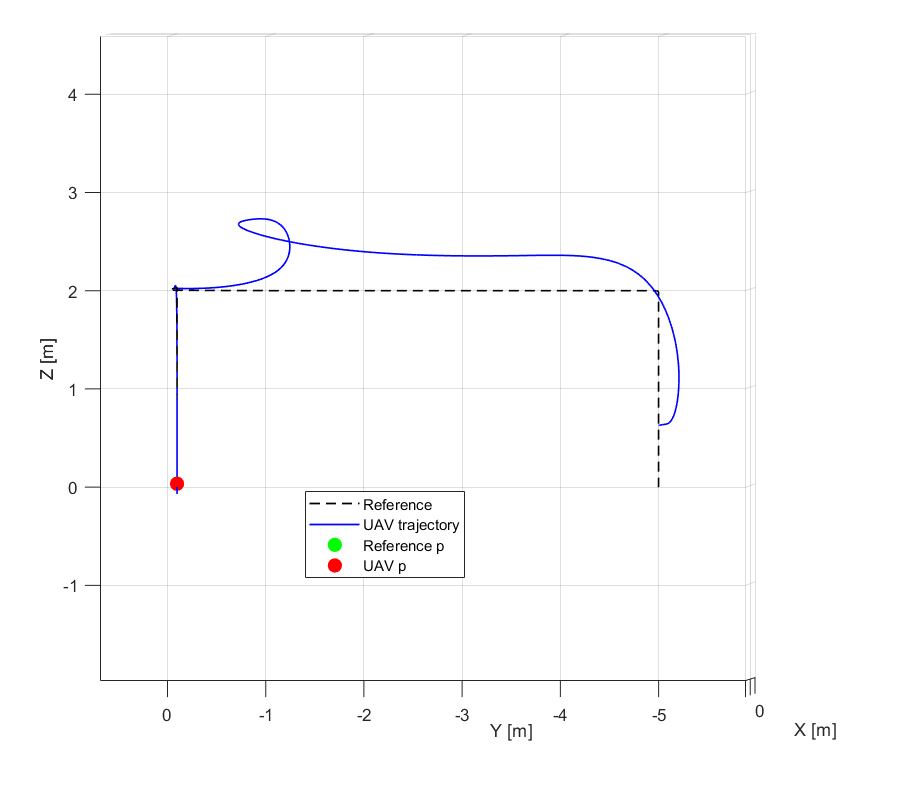 4
3
2
1
0
-1
Z [m]
Reference
UAV trajectory
Reference p
UAV p
0
-1
-2
-3
-4
-5
0
Y [m]
X [m]